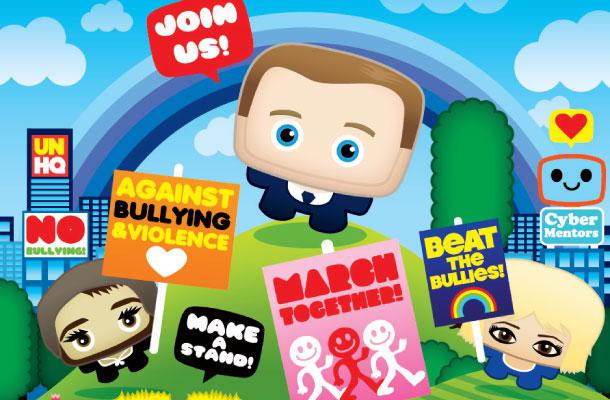 JOIN
US!
UN
HQ
NO
BULLYING!
AGAINST
BULLYING
& VIOLENCE
MAKE
A
STAND!
MARCH
TOGETHER!
BEAT
THE
BULLIES!
Cyber
Mentors